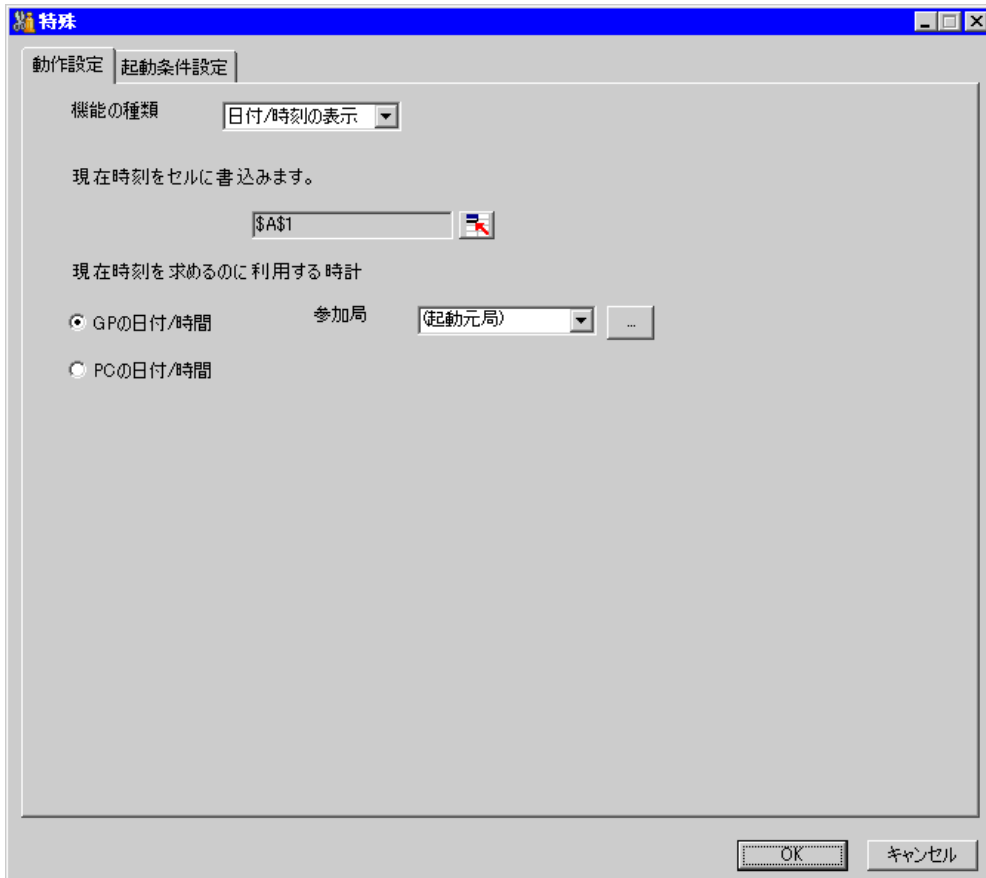 特殊
動作設定 起動条件設定
機能の種類 日付/時刻の表示
現在時刻をセルに書込みます。
$A$1
現在時刻を求めるのに利用する時計
GPの日付/時間 参加局 (起動元局) ...
PCの日付/時間
OK キャンセル